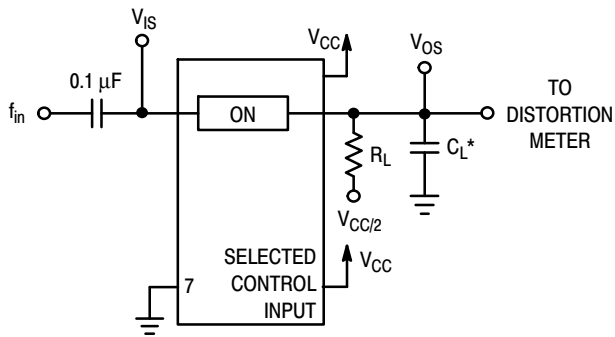 V_IS
V_CC
V_OS
0.1 μF
f_in
ON
TO
DISTORTION
METER
R_L
C_L*
V_CC/2
SELECTED
CONTROL
INPUT
V_CC
7